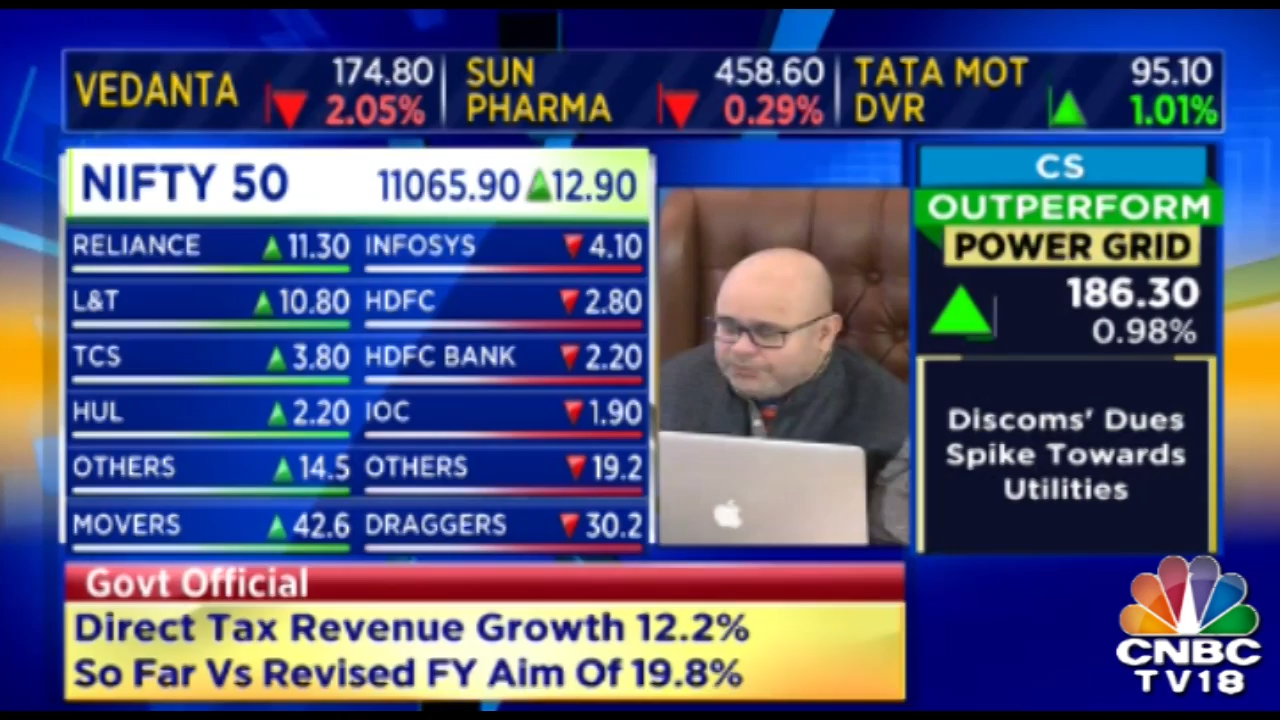 VEDANTA 174.80 2.05%
SUN PHARMA 458.60 0.29%
TATA MOT DVR 95.10 1.01%
NIFTY 50 11065.90 12.90
RELIANCE 11.30 INFOSYS 4.10
L&T 10.80 HDFC 2.80
TCS 3.80 HDFC BANK 2.20
HUL 2.20 IOC 1.90
OTHERS 14.5 OTHERS 19.2
MOVERS 42.6 DRAGGERS 30.2
CS
OUTPERFORM
POWER GRID
186.30
0.98%
Discoms' Dues
Spike Towards
Utilities
Govt Official
Direct Tax Revenue Growth 12.2%
So Far Vs Revised FY Aim Of 19.8%
CNBC
TV18